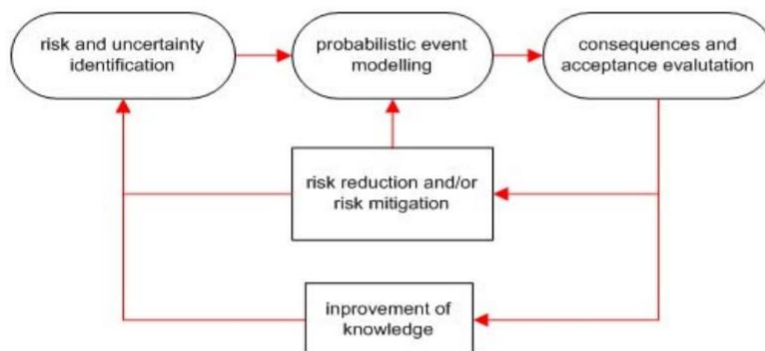 risk and uncertainty
identification
probabilistic event
modelling
consequences and
acceptance evalutation
risk reduction and/or
risk mitigation
inprovement of
knowledge